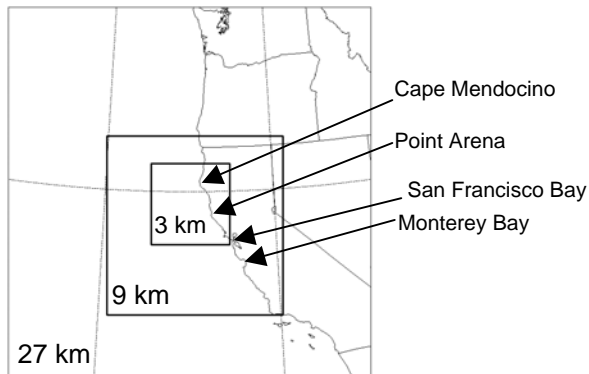 Cape Mendocino
Point Arena
San Francisco Bay
3 km
Monterey Bay
9 km
27 km